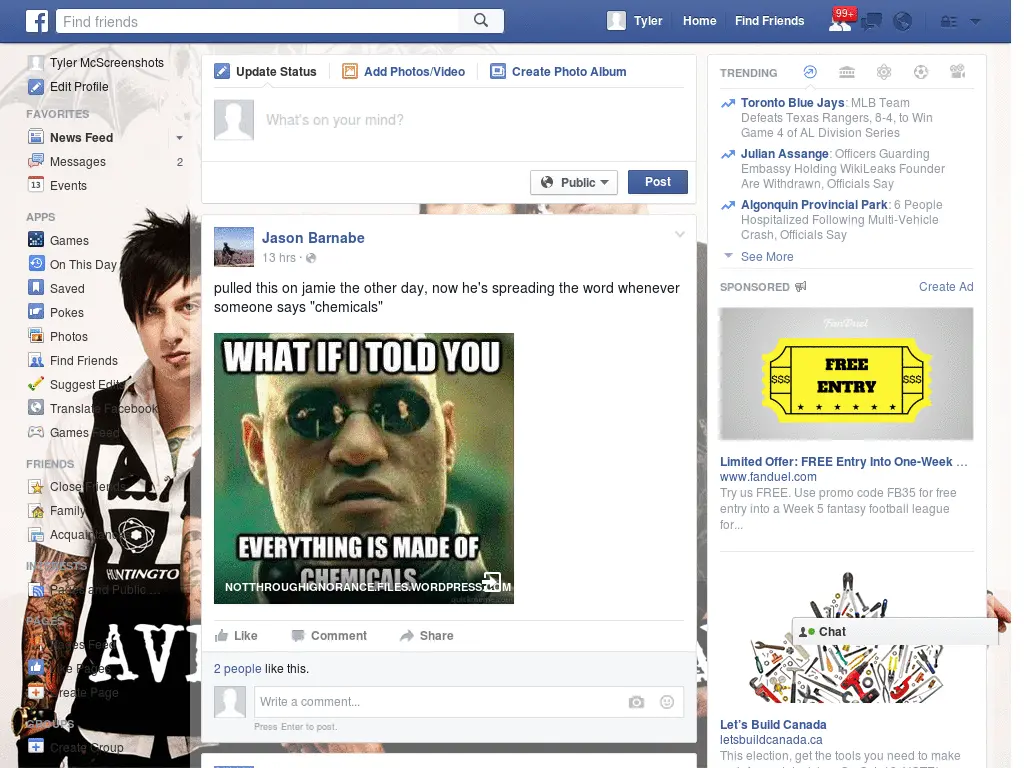 Find friends
Tyler
Home
Find Friends
99+
Tyler McScreenshots
Edit Profile
FAVORITES
News Feed
Messages
2
13
Events
APPS
Games
On This Day
Saved
Pokes
Photos
Find Friends
Suggest Edits
Translate Facebook
Games Feed
FRIENDS
Close Friends
Family
Acquaintances
INTERESTS
Pages and Public ...
PAGES
Pages Feed
Like Pages
Create Page
GROUPS
Create Group
HUNTINGTO
Update Status
Add Photos/Video
Create Photo Album
What's on your mind?
Public
Post
Jason Barnabe
13 hrs ·
pulled this on jamie the other day, now he's spreading the word whenever
someone says "chemicals"
WHAT IF I TOLD YOU
EVERYTHING IS MADE OF
CHEMICALS
NOTTHROUGHIGNORANCE.FILES.WORDPRESS.COM
Like
Comment
Share
2 people like this.
Write a comment...
Press Enter to post.
TRENDING
Toronto Blue Jays: MLB Team
Defeats Texas Rangers, 8-4, to Win
Game 4 of AL Division Series
Julian Assange: Officers Guarding
Embassy Holding WikiLeaks Founder
Are Withdrawn, Officials Say
Algonquin Provincial Park: 6 People
Hospitalized Following Multi-Vehicle
Crash, Officials Say
See More
SPONSORED
Create Ad
FanDuel
FREE
ENTRY
$$$
$$$
Limited Offer: FREE Entry Into One-Week ...
www.fanduel.com
Try us FREE. Use promo code FB35 for free
entry into a Week 5 fantasy football league
for...
Chat
Let's Build Canada
letsbuildcanada.ca
This election, get the tools you need to make